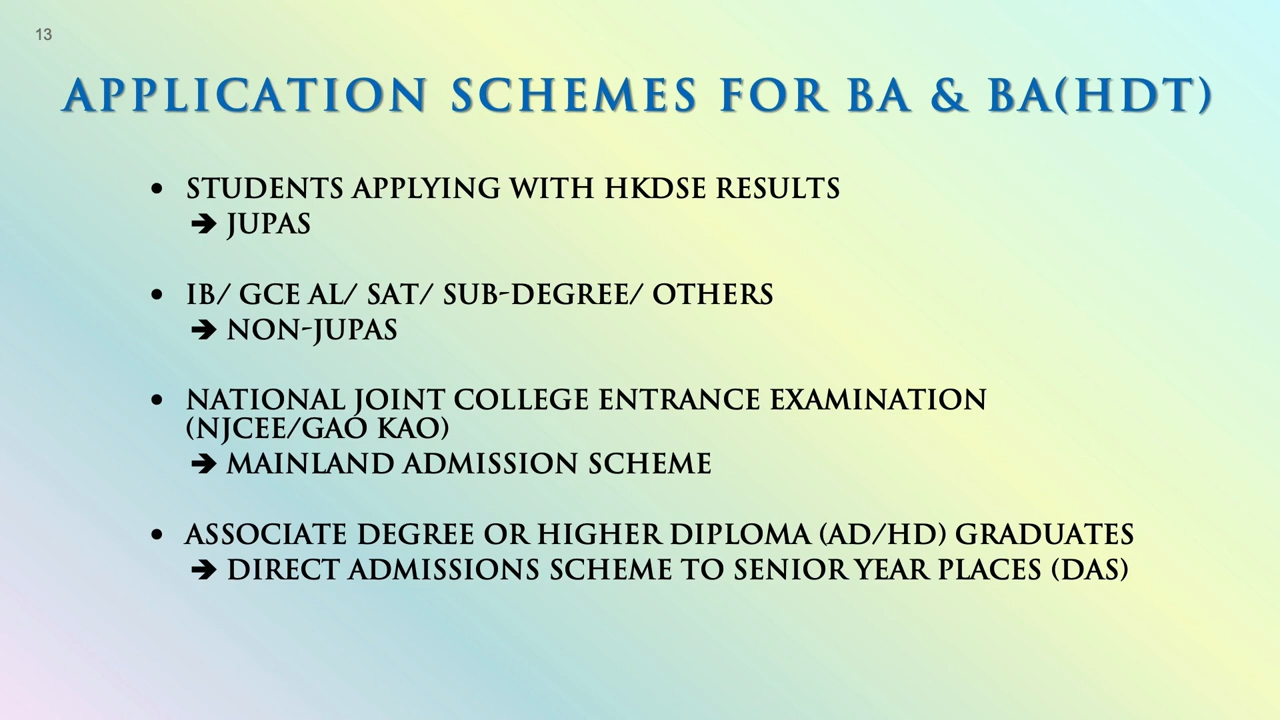 13
APPLICATION SCHEMES FOR BA & BA(HDT)
• STUDENTS APPLYING WITH HKDSE RESULTS
➔ JUPAS
• IB/ GCE AL/ SAT/ SUB-DEGREE/ OTHERS
➔ NON-JUPAS
• NATIONAL JOINT COLLEGE ENTRANCE EXAMINATION
(NJCEE/GAO KAO)
➔ MAINLAND ADMISSION SCHEME
• ASSOCIATE DEGREE OR HIGHER DIPLOMA (AD/HD) GRADUATES
➔ DIRECT ADMISSIONS SCHEME TO SENIOR YEAR PLACES (DAS)